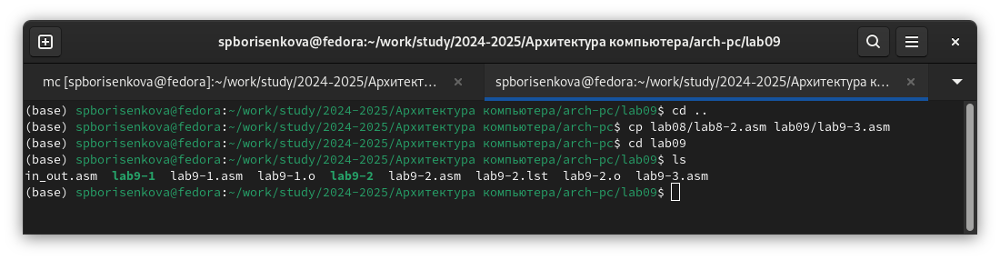 spborisenkova@fedora:~/work/study/2024-2025/Архитектура компьютера/arch-pc/lab09
mc [spborisenkova@fedora]:~/work/study/2024-2025/Архитект… spborisenkova@fedora:~/work/study/2024-2025/Архитектура к…
(base) spborisenkova@fedora:~/work/study/2024-2025/Архитектура компьютера/arch-pc/lab09$ cd ..
(base) spborisenkova@fedora:~/work/study/2024-2025/Архитектура компьютера/arch-pc$ cp lab08/lab8-2.asm lab09/lab9-3.asm
(base) spborisenkova@fedora:~/work/study/2024-2025/Архитектура компьютера/arch-pc$ cd lab09
(base) spborisenkova@fedora:~/work/study/2024-2025/Архитектура компьютера/arch-pc/lab09$ ls
in_out.asm lab9-1 lab9-1.asm lab9-1.o lab9-2 lab9-2.asm lab9-2.lst lab9-2.o lab9-3.asm
(base) spborisenkova@fedora:~/work/study/2024-2025/Архитектура компьютера/arch-pc/lab09$